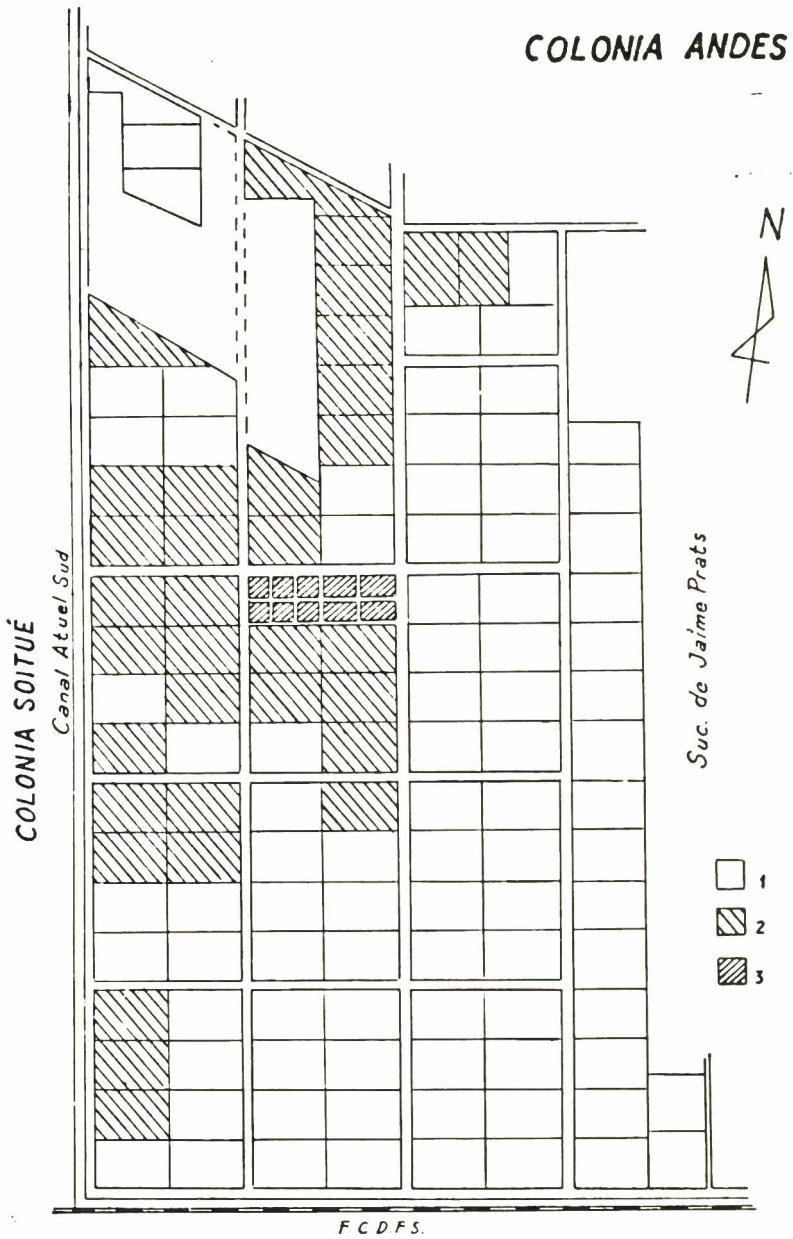 COLONIA ANDES
N
COLONIA SOITUÉ
Canal Atuel Sud
Suc. de Jaime Prats
1
2
3
F C D F S.